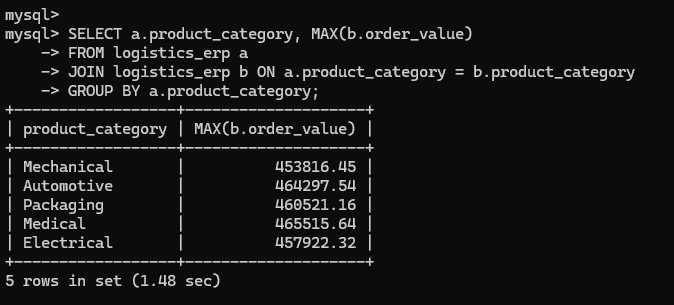 mysql>
mysql> SELECT a.product_category, MAX(b.order_value)
    -> FROM logistics_erp a
    -> JOIN logistics_erp b ON a.product_category = b.product_category
    -> GROUP BY a.product_category;
+------------------+--------------------+
| product_category | MAX(b.order_value) |
+------------------+--------------------+
| Mechanical       |          453816.45 |
| Automotive       |          464297.54 |
| Packaging        |          460521.16 |
| Medical          |          465515.64 |
| Electrical       |          457922.32 |
+------------------+--------------------+
5 rows in set (1.48 sec)